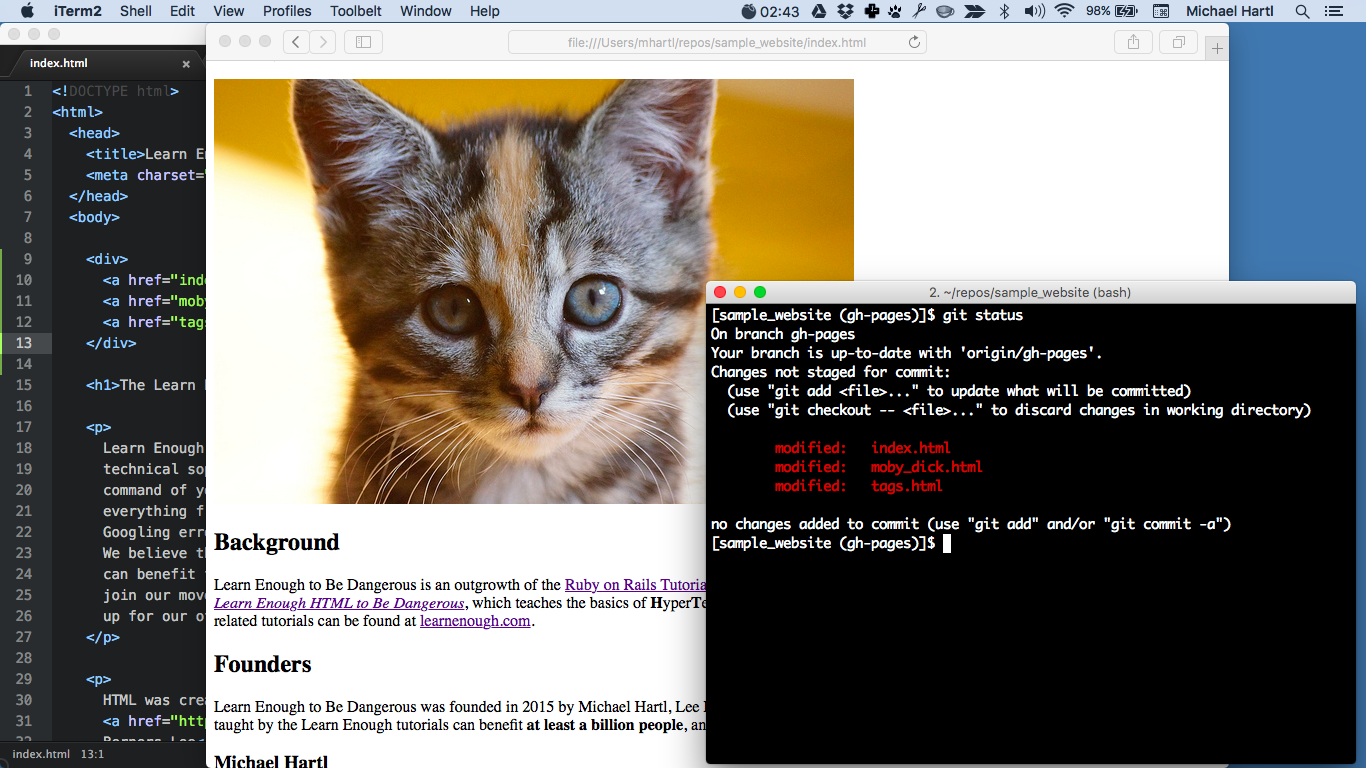 iTerm2 Shell Edit View Profiles Toolbelt Window Help 02:43 98% Michael Hartl
index.html ×
1 <!DOCTYPE html>
2 <html>
3 <head>
4 <title>Learn
5 <meta charset="
6 </head>
7 <body>
8
9 <div>
10 <a href="
11 <a href="
12 <a href="
13 </div>
14
15 <h1>The Learn
16
17 <p>
18 Learn Enough
19 technical
20 command of
21 everything
22 Googling
23 We believe
24 can benefit
25 join our
26 up for our
27 </p>
28
29 <p>
30 HTML was
31 <a href="
index.html 13:1
file:///Users/mhartl/repos/sample_website/index.html
Background
Learn Enough to Be Dangerous is an outgrowth of the Ruby on Rails
Learn Enough HTML to Be Dangerous, which teaches the basics of
related tutorials can be found at learnenough.com.
Founders
Learn Enough to Be Dangerous was founded in 2015 by Michael Hartl, Lee
taught by the Learn Enough tutorials can benefit at least a billion people,
Michael Hartl
2. ~/repos/sample_website (bash)
[sample_website (gh-pages)]$ git status
On branch gh-pages
Your branch is up-to-date with 'origin/gh-pages'.
Changes not staged for commit:
(use "git add <file>..." to update what will be committed)
(use "git checkout -- <file>..." to discard changes in working directory)
modified: index.html
modified: moby_dick.html
modified: tags.html
no changes added to commit (use "git add" and/or "git commit -a")
[sample_website (gh-pages)]$